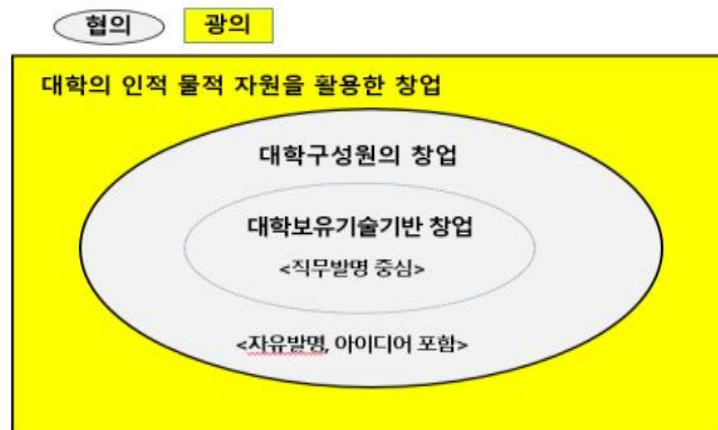 협의 광의
대학의 인적 물적 자원을 활용한 창업
대학구성원의 창업
대학보유기술기반 창업
<직무발명 중심>
<자유발명, 아이디어 포함>